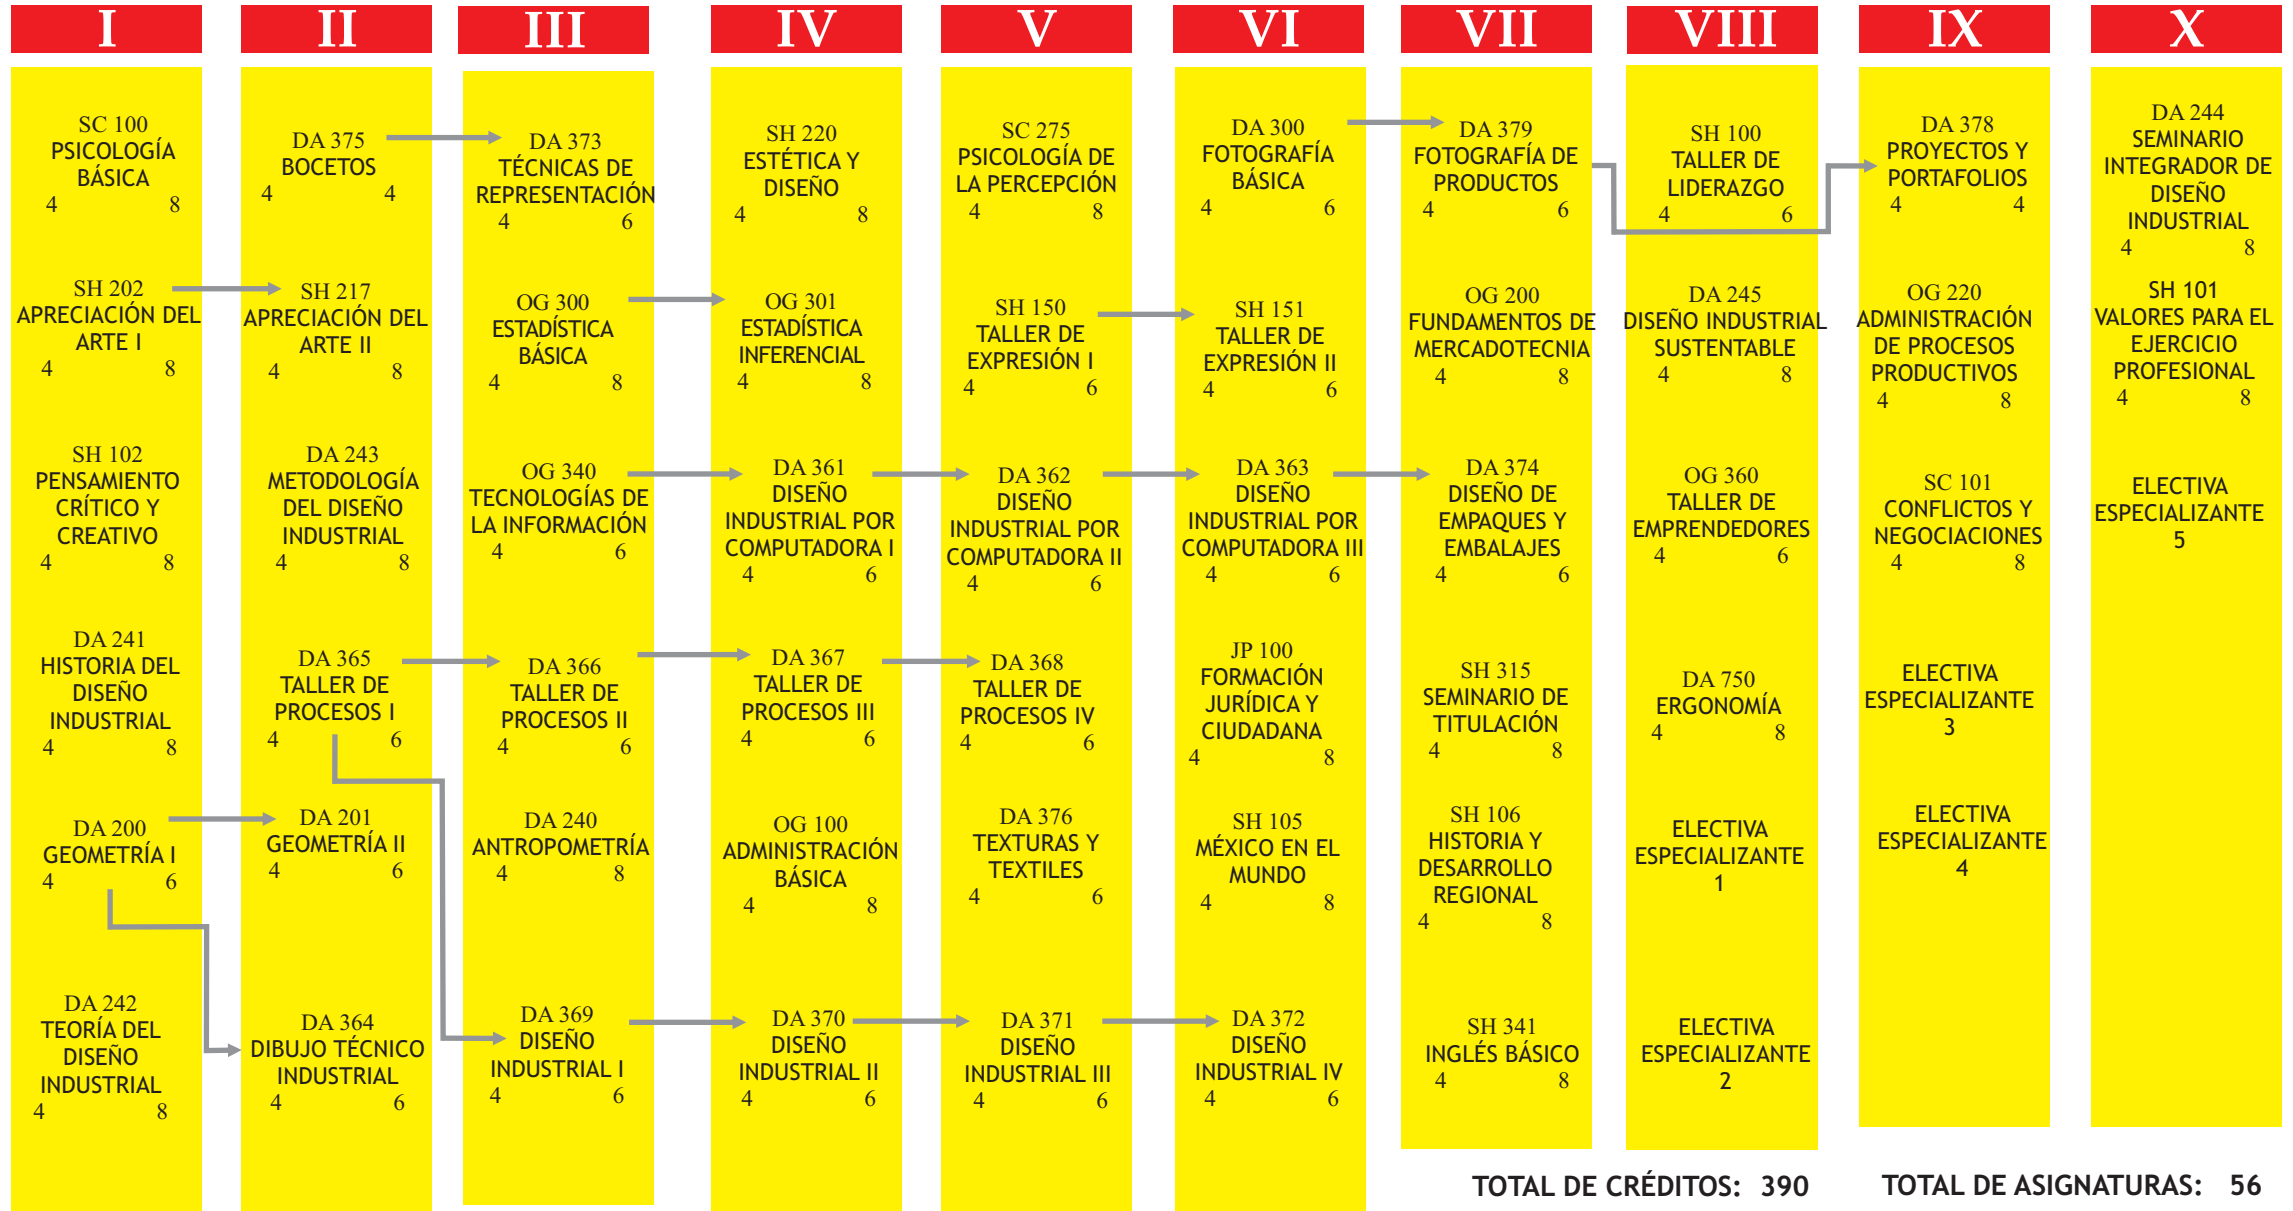 I
II
III
IV
V
VI
VII
VIII
IX
X
SC 100
PSICOLOGÍA
BÁSICA
4 8
SH 202
APRECIACIÓN DEL
ARTE I
4 8
SH 102
PENSAMIENTO
CRÍTICO Y
CREATIVO
4 8
DA 241
HISTORIA DEL
DISEÑO
INDUSTRIAL
4 8
DA 200
GEOMETRÍA I
4 6
DA 242
TEORÍA DEL
DISEÑO
INDUSTRIAL
4 8
DA 375
BOCETOS
4 4
SH 217
APRECIACIÓN DEL
ARTE II
4 8
DA 243
METODOLOGÍA
DEL DISEÑO
INDUSTRIAL
4 8
DA 365
TALLER DE
PROCESOS I
4 6
DA 201
GEOMETRÍA II
4 6
DA 364
DIBUJO TÉCNICO
INDUSTRIAL
4 6
DA 373
TÉCNICAS DE
REPRESENTACIÓN
4 6
OG 300
ESTADÍSTICA
BÁSICA
4 8
OG 340
TECNOLOGÍAS DE
LA INFORMACIÓN
4 6
DA 366
TALLER DE
PROCESOS II
4 6
DA 240
ANTROPOMETRÍA
4 8
DA 369
DISEÑO
INDUSTRIAL I
4 6
SH 220
ESTÉTICA Y
DISEÑO
4 8
OG 301
ESTADÍSTICA
INFERENCIAL
4 8
DA 361
DISEÑO
INDUSTRIAL POR
COMPUTADORA I
4 6
DA 367
TALLER DE
PROCESOS III
4 6
OG 100
ADMINISTRACIÓN
BÁSICA
4 8
DA 370
DISEÑO
INDUSTRIAL II
4 6
SC 275
PSICOLOGÍA DE
LA PERCEPCIÓN
4 8
SH 150
TALLER DE
EXPRESIÓN I
4 6
DA 362
DISEÑO
INDUSTRIAL POR
COMPUTADORA II
4 6
DA 368
TALLER DE
PROCESOS IV
4 6
DA 376
TEXTURAS Y
TEXTILES
4 6
DA 371
DISEÑO
INDUSTRIAL III
4 6
DA 300
FOTOGRAFÍA
BÁSICA
4 6
SH 151
TALLER DE
EXPRESIÓN II
4 6
DA 363
DISEÑO
INDUSTRIAL POR
COMPUTADORA III
4 6
JP 100
FORMACIÓN
JURÍDICA Y
CIUDADANA
4 8
SH 105
MÉXICO EN EL
MUNDO
4 8
DA 372
DISEÑO
INDUSTRIAL IV
4 6
DA 379
FOTOGRAFÍA DE
PRODUCTOS
4 6
OG 200
FUNDAMENTOS DE
MERCADOTECNIA
4 8
DA 374
DISEÑO DE
EMPAQUES Y
EMBALAJES
4 6
SH 315
SEMINARIO DE
TITULACIÓN
4 8
SH 106
HISTORIA Y
DESARROLLO
REGIONAL
4 8
SH 341
INGLÉS BÁSICO
4 8
SH 100
TALLER DE
LIDERAZGO
4 6
DA 245
DISEÑO INDUSTRIAL
SUSTENTABLE
4 8
OG 360
TALLER DE
EMPRENDEDORES
4 6
DA 750
ERGONOMÍA
4 8
ELECTIVA
ESPECIALIZANTE
1
ELECTIVA
ESPECIALIZANTE
2
DA 378
PROYECTOS Y
PORTAFOLIOS
4 4
OG 220
ADMINISTRACIÓN
DE PROCESOS
PRODUCTIVOS
4 8
SC 101
CONFLICTOS Y
NEGOCIACIONES
4 8
ELECTIVA
ESPECIALIZANTE
3
ELECTIVA
ESPECIALIZANTE
4
DA 244
SEMINARIO
INTEGRADOR DE
DISEÑO
INDUSTRIAL
4 8
SH 101
VALORES PARA EL
EJERCICIO
PROFESIONAL
4 8
ELECTIVA
ESPECIALIZANTE
5
TOTAL DE CRÉDITOS: 390
TOTAL DE ASIGNATURAS: 56